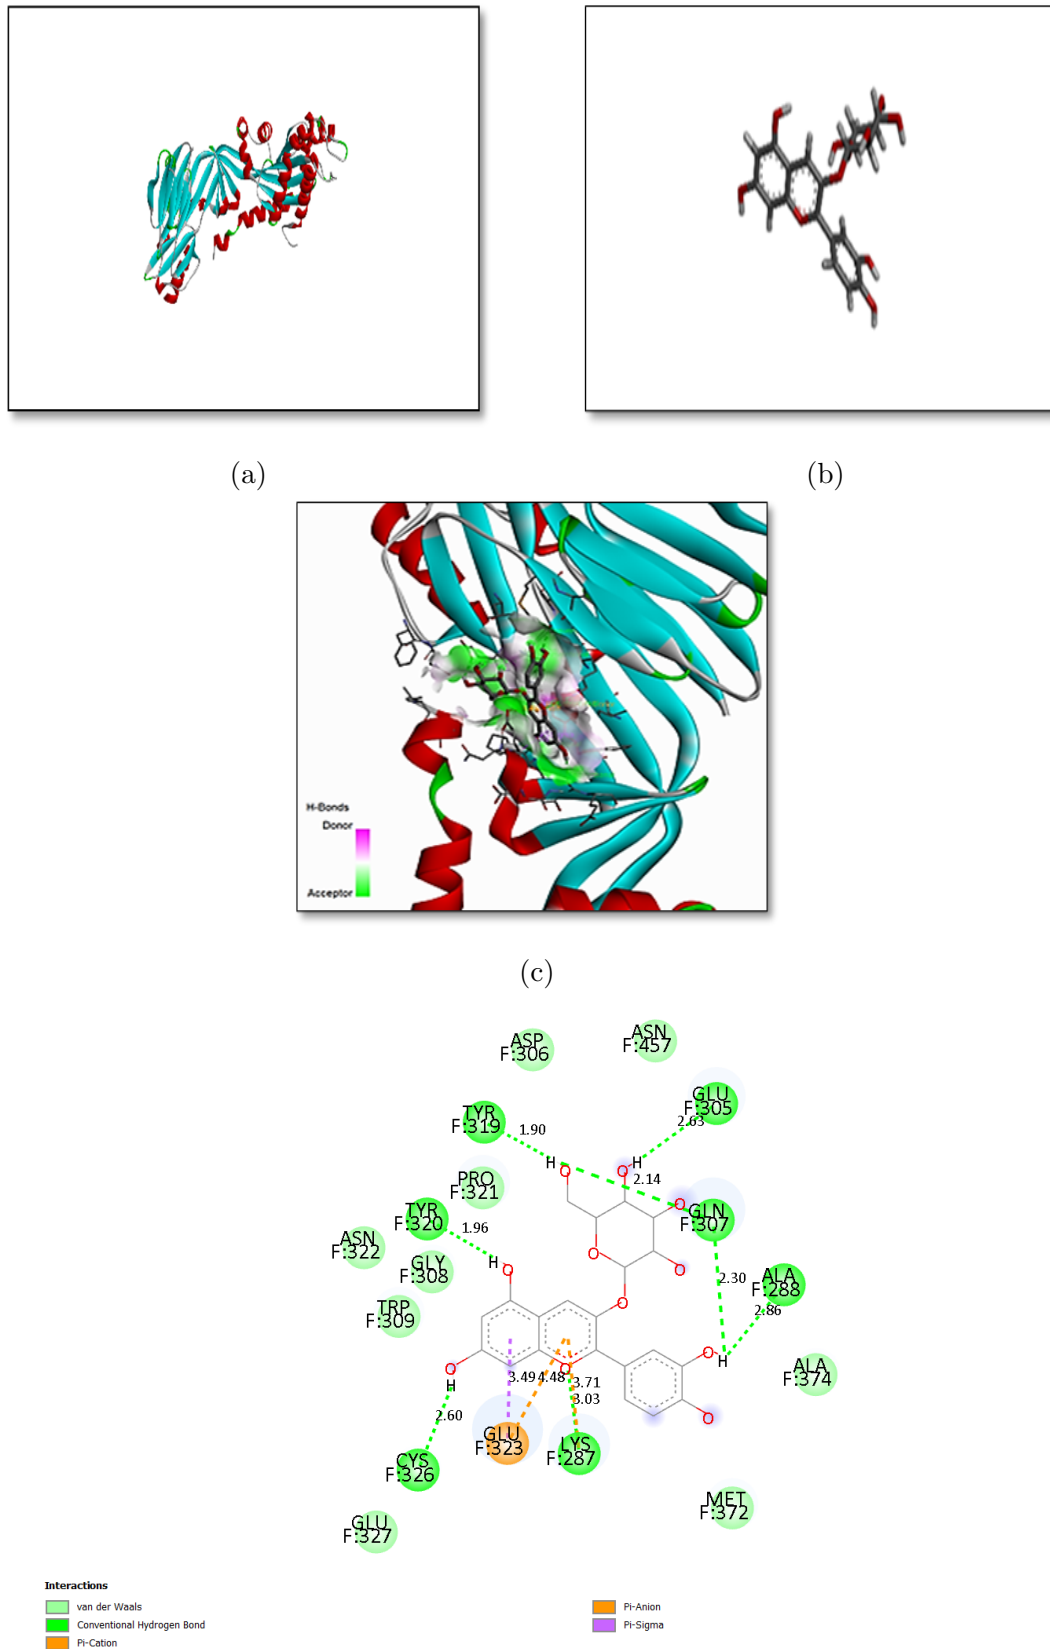 (a)
(b)
H-Bonds
Donor
Acceptor
(c)
ASP
F:306
ASN
F:457
GLU
F:305
TYR
F:319
1.90
2.63
H
O
O
H
2.14
PRO
F:321
O
GLN
F:307
TYR
F:320
1.96
ASN
F:322
GLY
F:308
H
O
O
O
2.30
ALA
F:288
2.86
TRP
F:309
O
O
H
ALA
F:374
O
H
O
3.49
4.48
3.71
3.03
O
2.60
GLU
F:323
LYS
F:287
CYS
F:326
MET
F:372
GLU
F:327
Interactions
van der Waals
Conventional Hydrogen Bond
Pi-Cation
Pi-Anion
Pi-Sigma